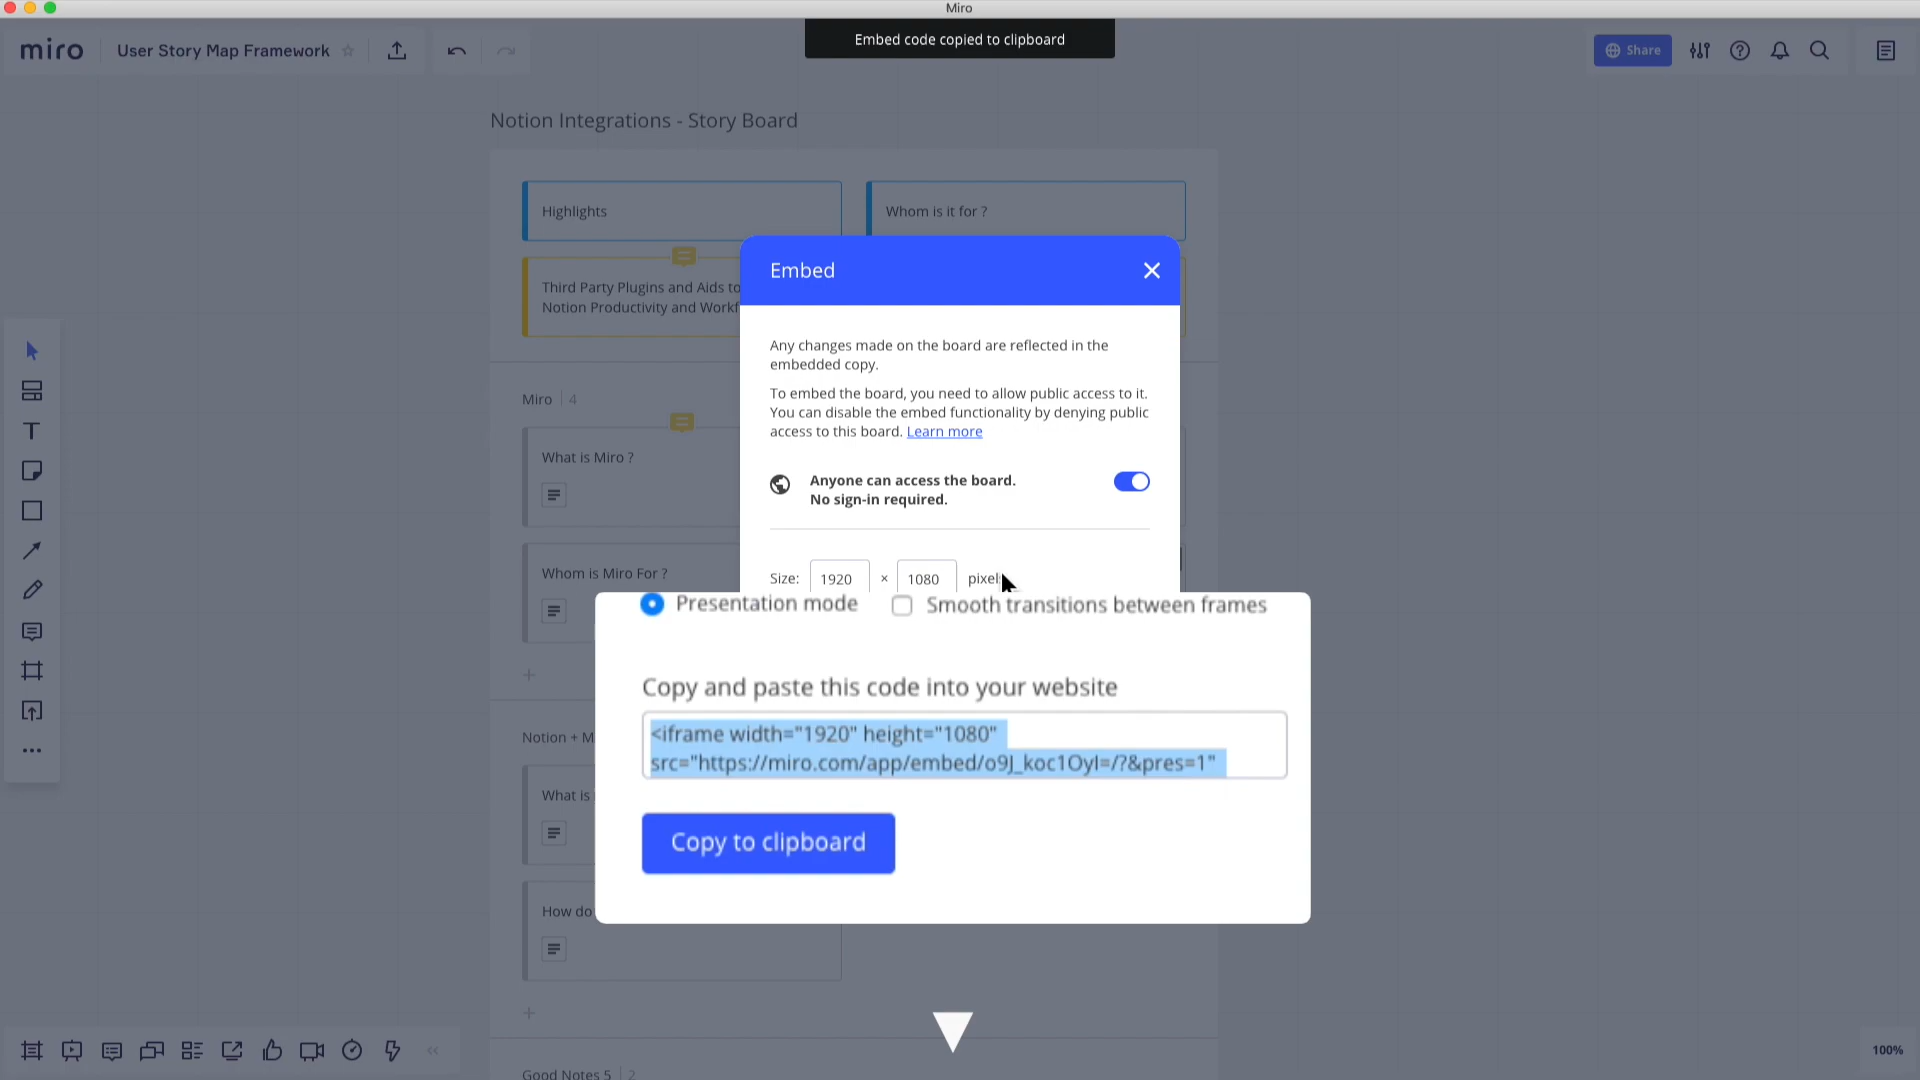 Miro
miro
User Story Map Framework
Embed code copied to clipboard
Share
Notion Integrations - Story Board
Highlights
Whom is it for ?
Third Party Plugins and Aids to
Notion Productivity and
Embed
Any changes made on the board are reflected in the
embedded copy.
To embed the board, you need to allow public access to it.
You can disable the embed functionality by denying public
access to this board. Learn more
Anyone can access the board.
No sign-in required.
Size: 1920 × 1080
Miro 4
What is Miro ?
Whom is Miro For ?
Presentation mode
Smooth transitions between frames
Copy and paste this code into your website
<iframe width="1920" height="1080"
src="https://miro.com/app/embed/o9J_koc1OyI=/?&pres=1"
Copy to clipboard
Notion + M
What is
How do
Good Notes 5 2
100%